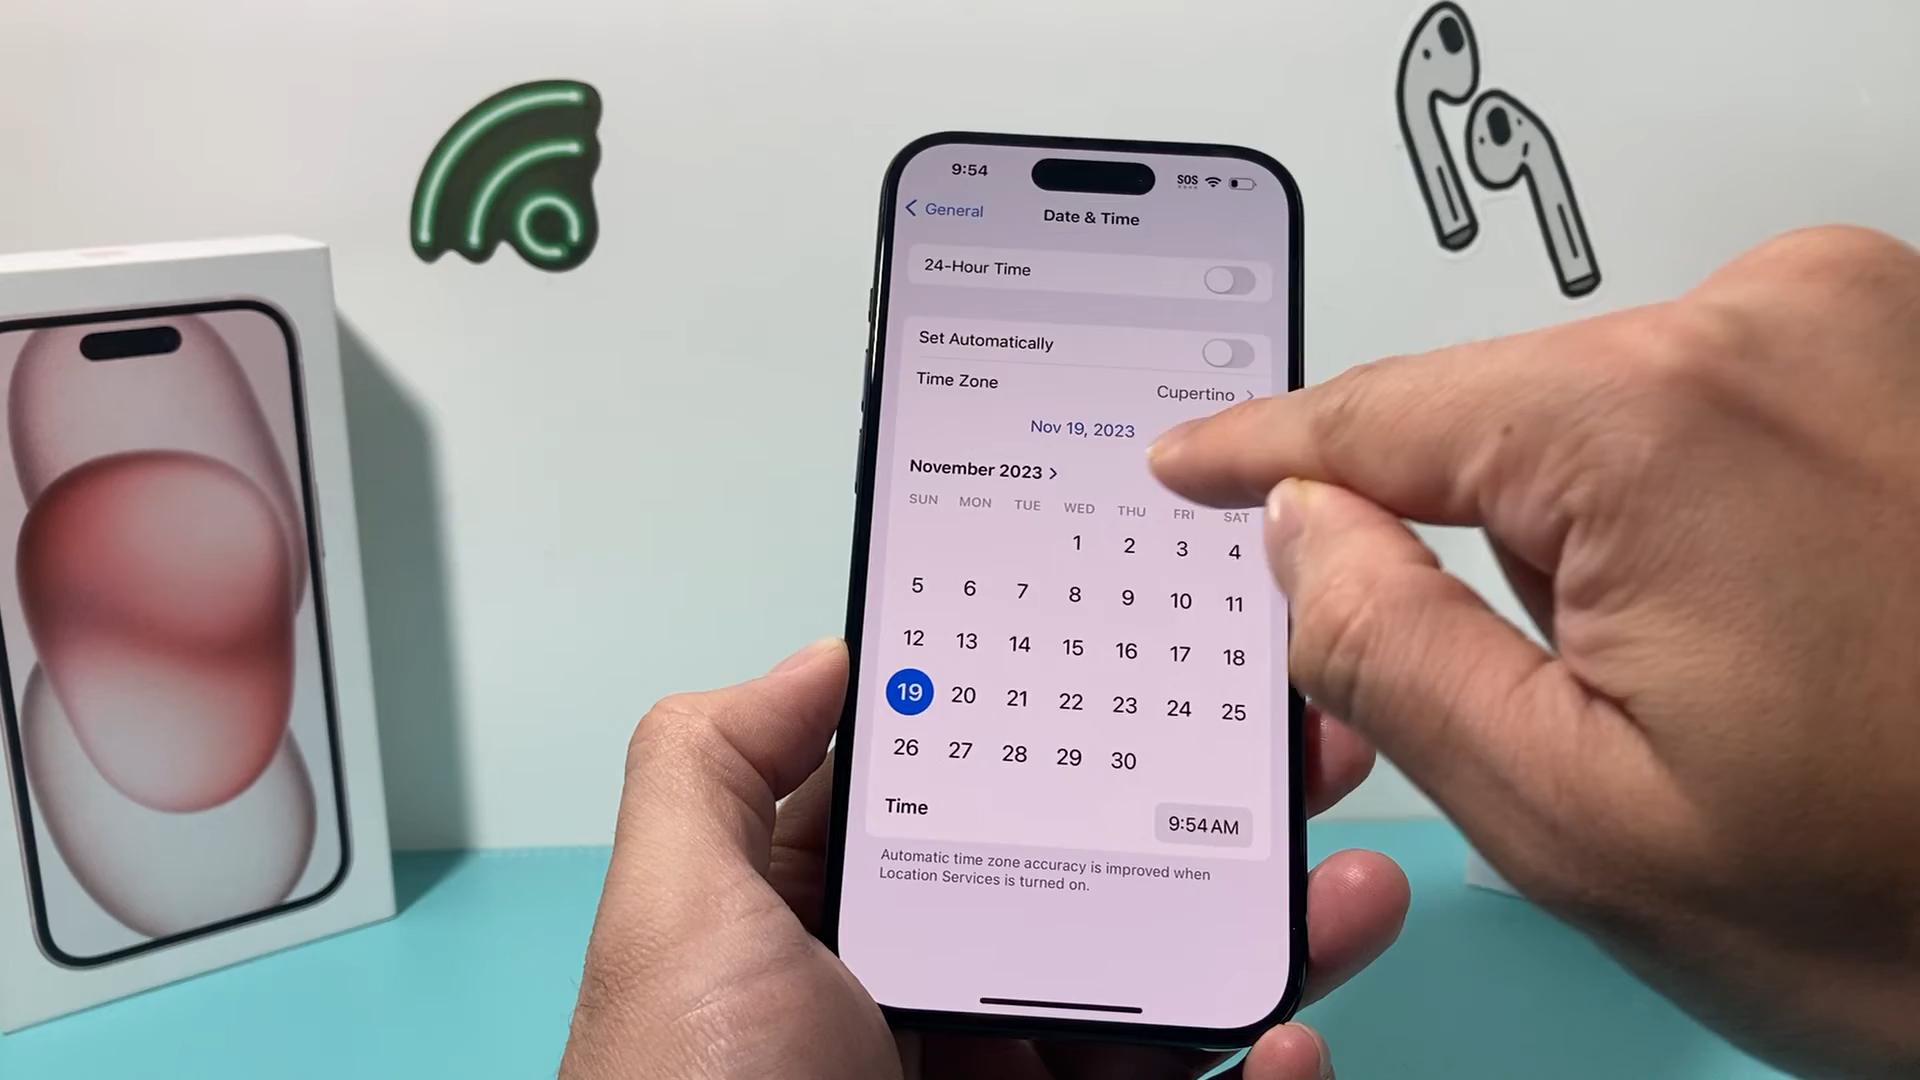 9:54 SOS
General Date & Time
24-Hour Time
Set Automatically
Time Zone Cupertino
Nov 19, 2023
November 2023
SUN MON TUE WED THU FRI SAT
1 2 3 4
5 6 7 8 9 10 11
12 13 14 15 16 17 18
19 20 21 22 23 24 25
26 27 28 29 30
Time 9:54 AM
Automatic time zone accuracy is improved when
Location Services is turned on.